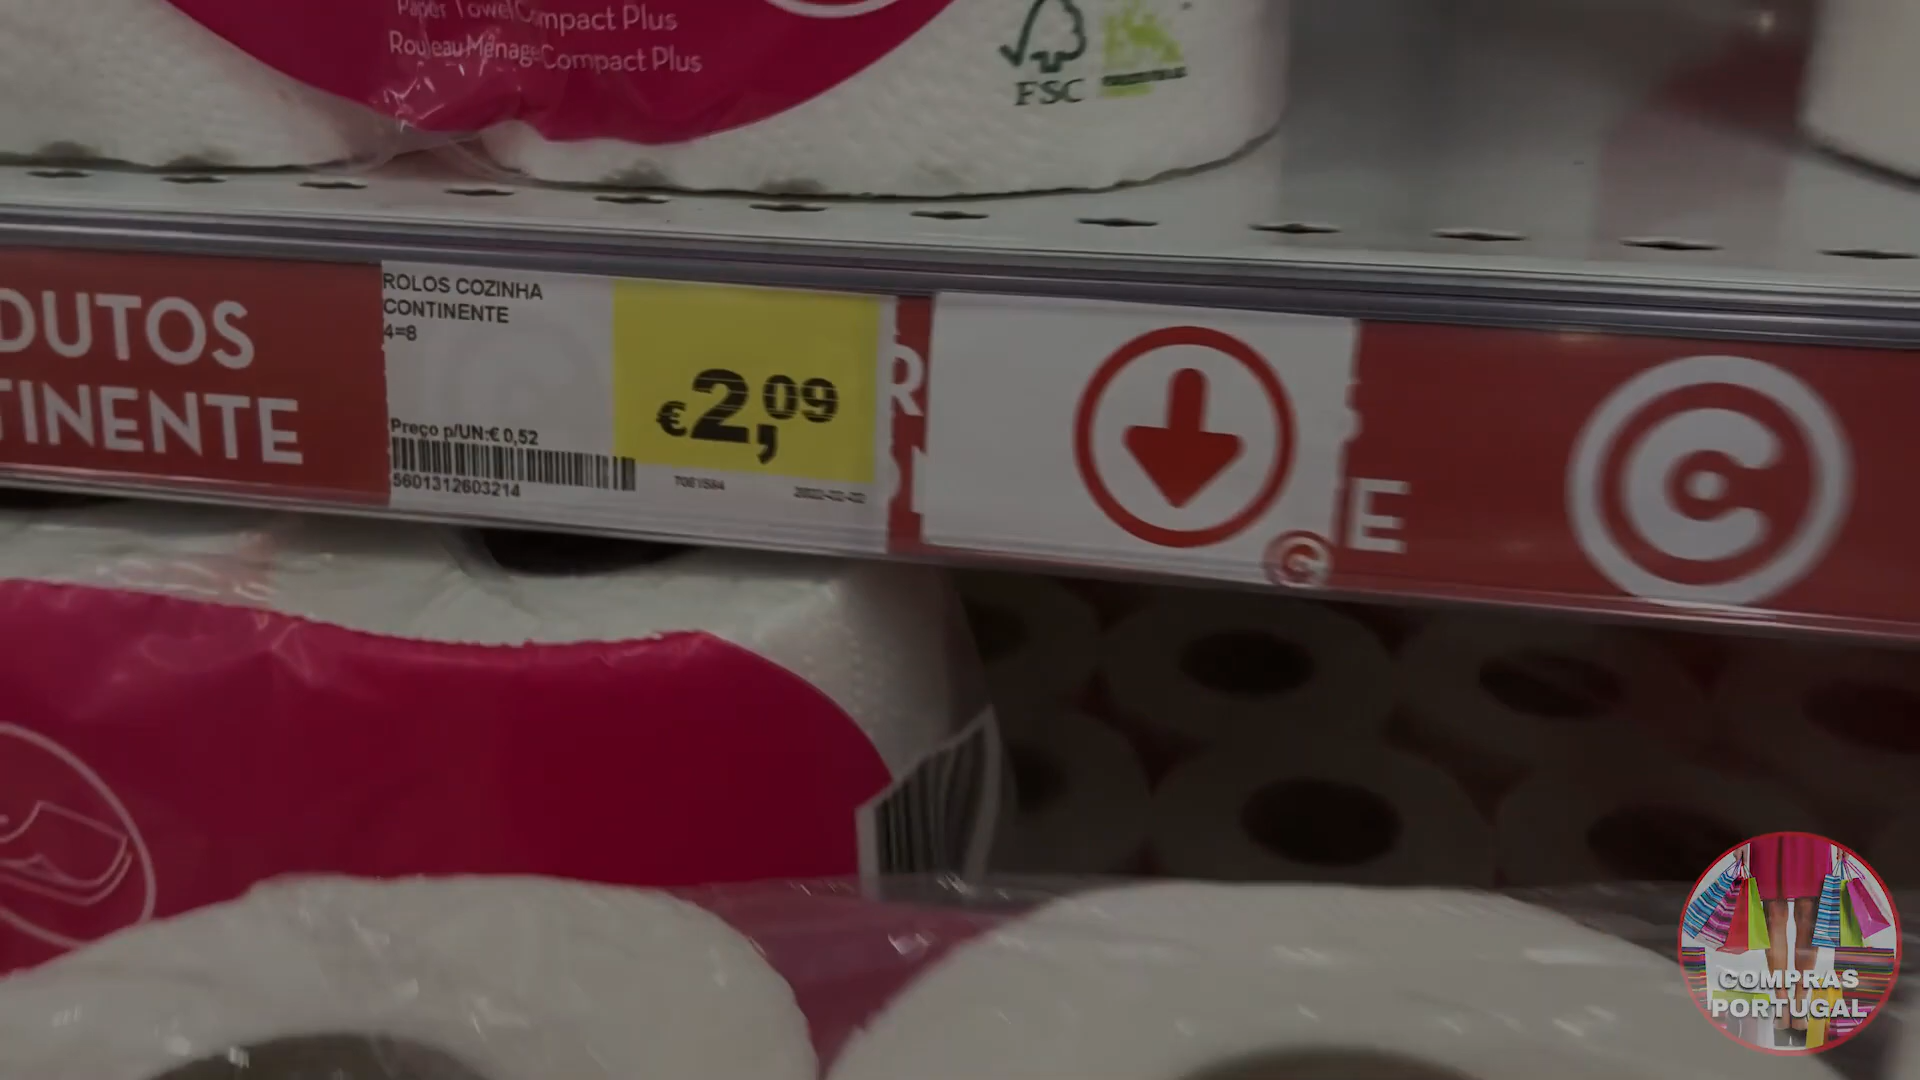 Paper Towel Compact Plus
Rouleau Ménage Compact Plus
FSC
DUTOS
TINENTE
ROLOS COZINHA
CONTINENTE
4=8
Preço p/UN:€ 0,52
5601312603214
€2,09
E
C
COMPRAS
PORTUGAL